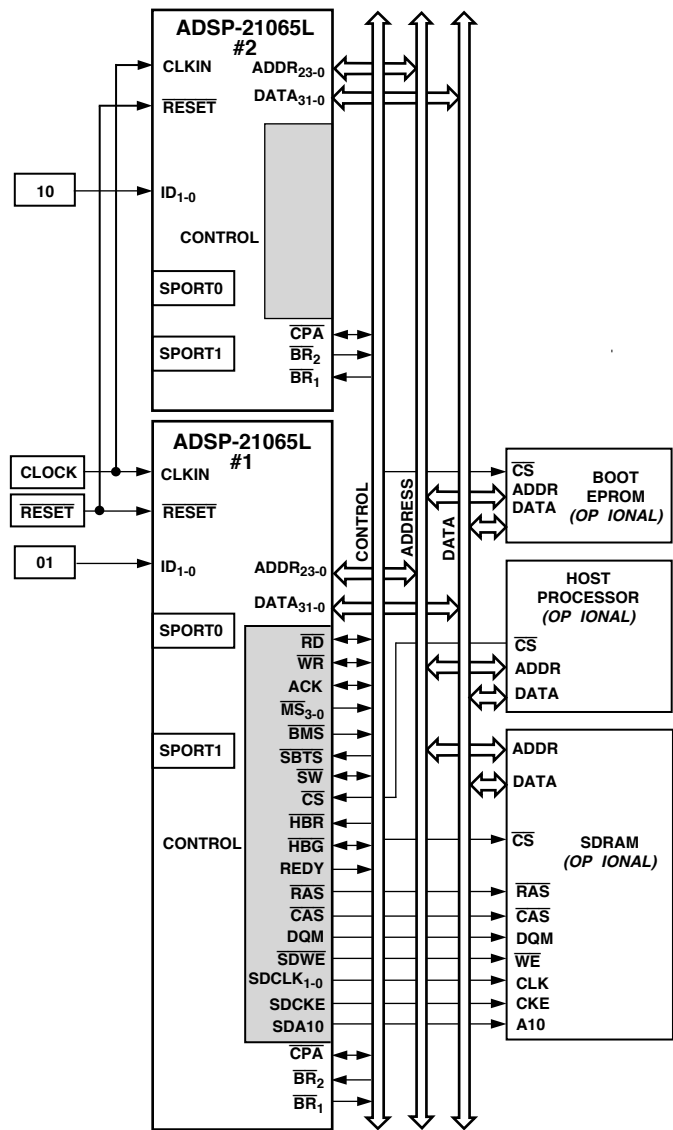 ADSP-21065L
#2
CLKIN
ADDR23-0
DATA31-0
RESET
10
ID1-0
CONTROL
SPORT0
CPA
SPORT1
BR2
BR1
ADSP-21065L
#1
CLOCK
CLKIN
RESET
RESET
01
ID1-0
ADDR23-0
DATA31-0
SPORT0
RD
WR
ACK
MS3-0
BMS
SPORT1
SBTS
SW
CS
HBR
CONTROL
HBG
REDY
RAS
CAS
DQM
SDWE
SDCLK1-0
SDCKE
SDA10
CPA
BR2
BR1
CONTROL
ADDRESS
DATA
CS
BOOT
ADDR
EPROM
DATA
(OP IONAL)
HOST
PROCESSOR
(OP IONAL)
CS
ADDR
DATA
ADDR
DATA
CS
SDRAM
(OP IONAL)
RAS
CAS
DQM
WE
CLK
CKE
A10